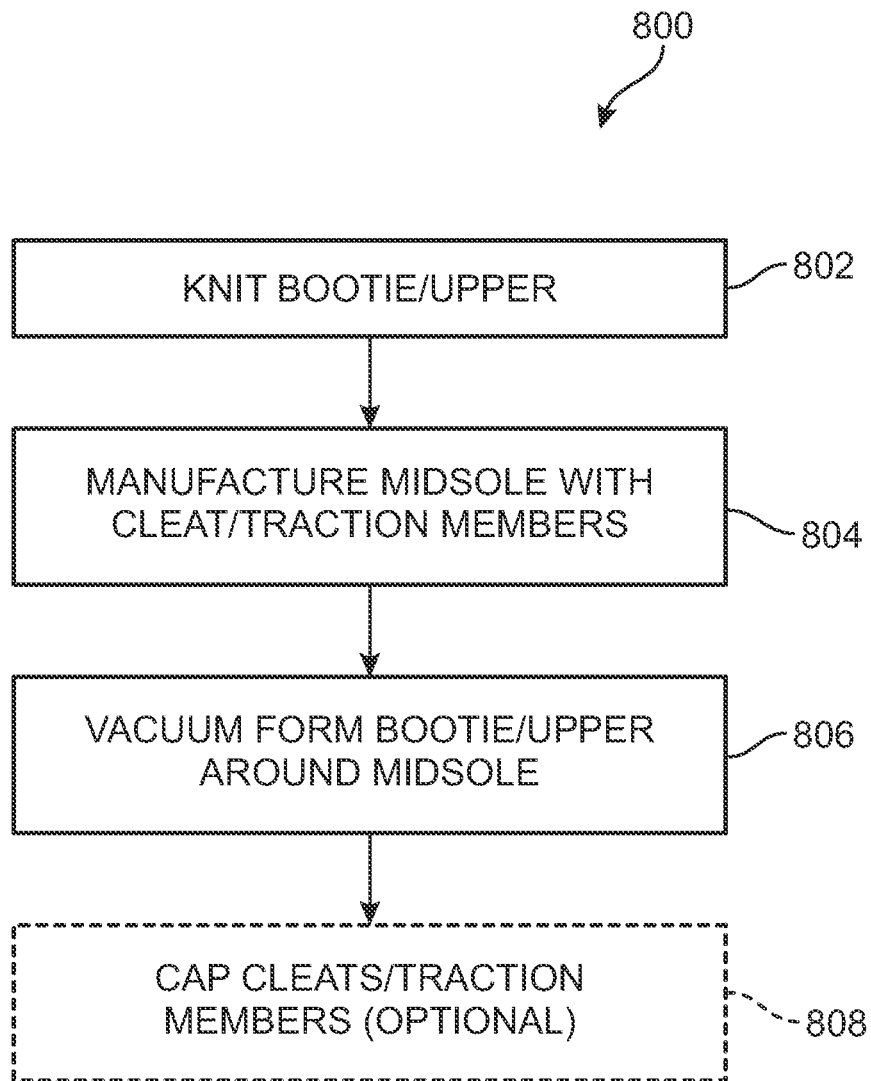 800
KNIT BOOTIE/UPPER
802
MANUFACTURE MIDSOLE WITH
CLEAT/TRACTION MEMBERS
804
VACUUM FORM BOOTIE/UPPER
AROUND MIDSOLE
806
CAP CLEATS/TRACTION
MEMBERS (OPTIONAL)
808